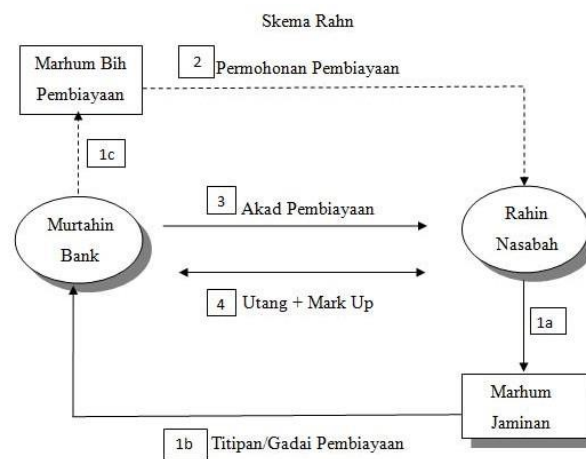 Skema Rahn
Marhum Bih
Pembiayaan
2 Permohonan Pembiayaan
1c
Murtahin
Bank
3 Akad Pembiayaan
Rahin
Nasabah
4 Utang + Mark Up
1a
Marhum
Jaminan
1b Titipan/Gadai Pembiayaan